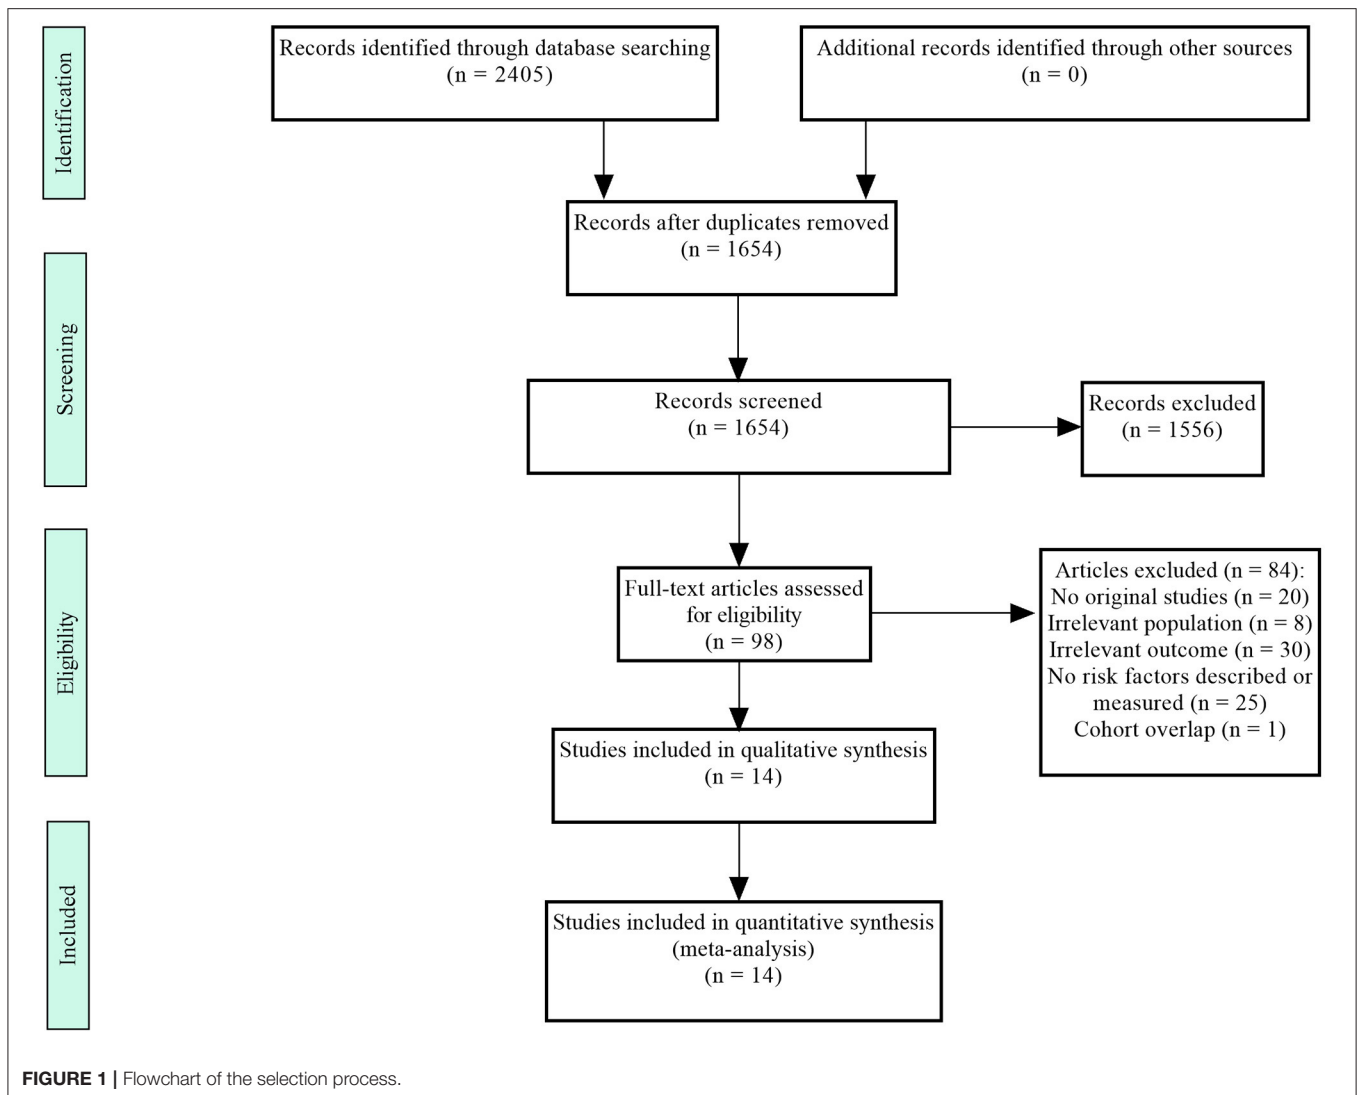 Identification
Records identified through database searching
(n = 2405)
Additional records identified through other sources
(n = 0)
Records after duplicates removed
(n = 1654)
Screening
Records screened
(n = 1654)
Records excluded
(n = 1556)
Eligibility
Full-text articles assessed
for eligibility
(n = 98)
Articles excluded (n = 84):
No original studies (n = 20)
Irrelevant population (n = 8)
Irrelevant outcome (n = 30)
No risk factors described or
measured (n = 25)
Cohort overlap (n = 1)
Studies included in qualitative synthesis
(n = 14)
Included
Studies included in quantitative synthesis
(meta-analysis)
(n = 14)
FIGURE 1 | Flowchart of the selection process.